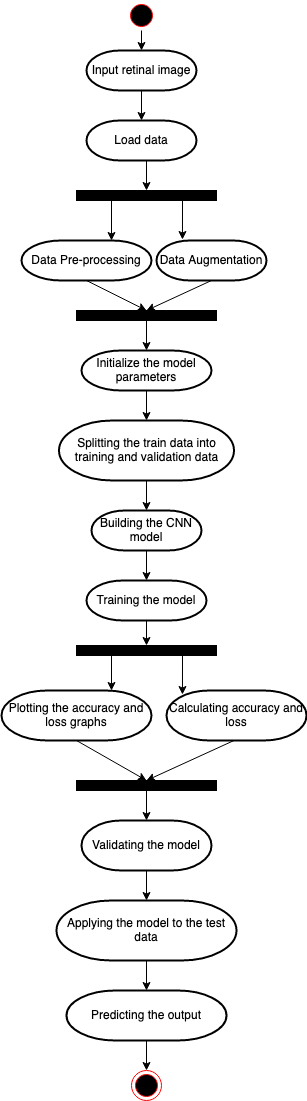 Input retinal image
Load data
Data Pre-processing
Data Augmentation
Initialize the model
parameters
Splitting the train data into
training and validation data
Building the CNN
model
Training the model
Plotting the accuracy and
loss graphs
Calculating accuracy and
loss
Validating the model
Applying the model to the test
data
Predicting the output